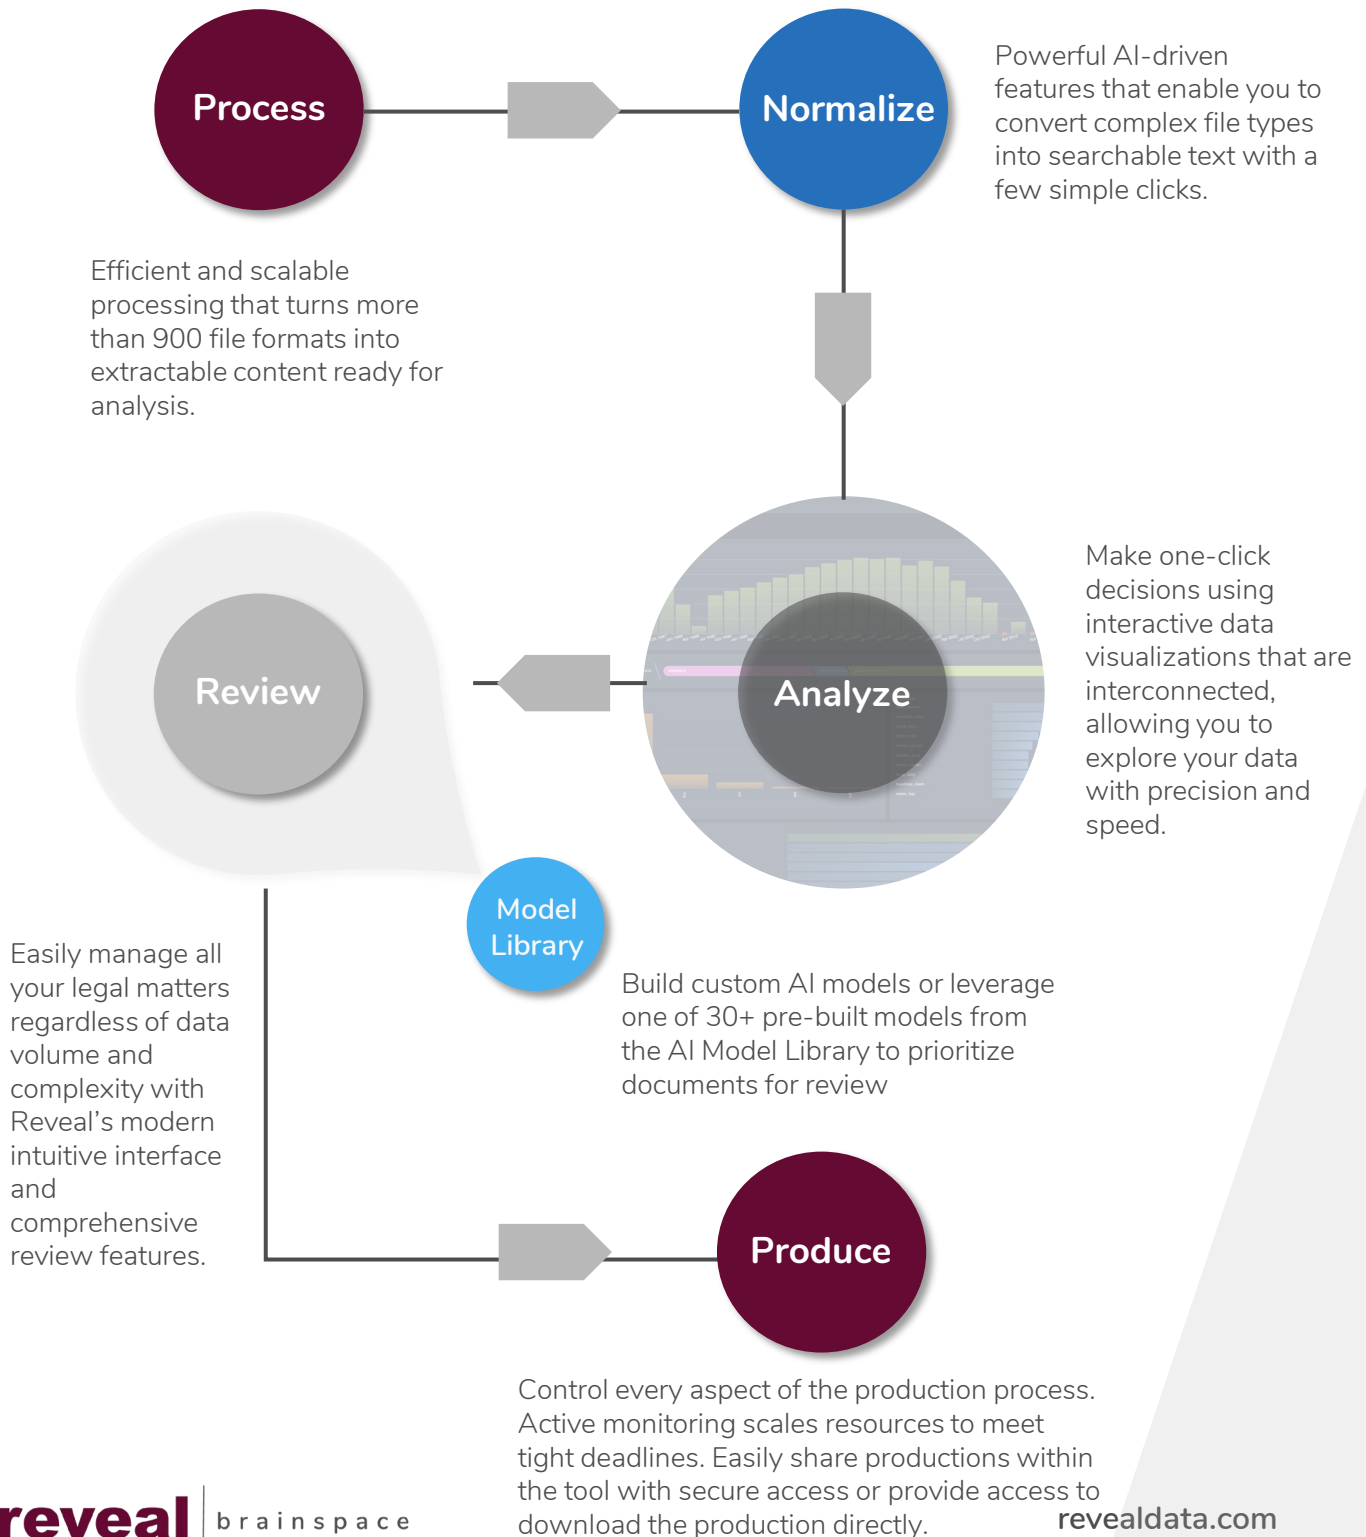 Process
Normalize
Powerful AI-driven
features that enable you to
convert complex file types
into searchable text with a
few simple clicks.
Efficient and scalable
processing that turns more
than 900 file formats into
extractable content ready for
analysis.
Review
Analyze
Make one-click
decisions using
interactive data
visualizations that are
interconnected,
allowing you to
explore your data
with precision and
speed.
Model
Library
Build custom AI models or leverage
one of 30+ pre-built models from
the AI Model Library to prioritize
documents for review
Easily manage all
your legal matters
regardless of data
volume and
complexity with
Reveal’s modern
intuitive interface
and
comprehensive
review features.
Produce
Control every aspect of the production process.
Active monitoring scales resources to meet
tight deadlines. Easily share productions within
the tool with secure access or provide access to
download the production directly.
reveal brainspace
revealdata.com